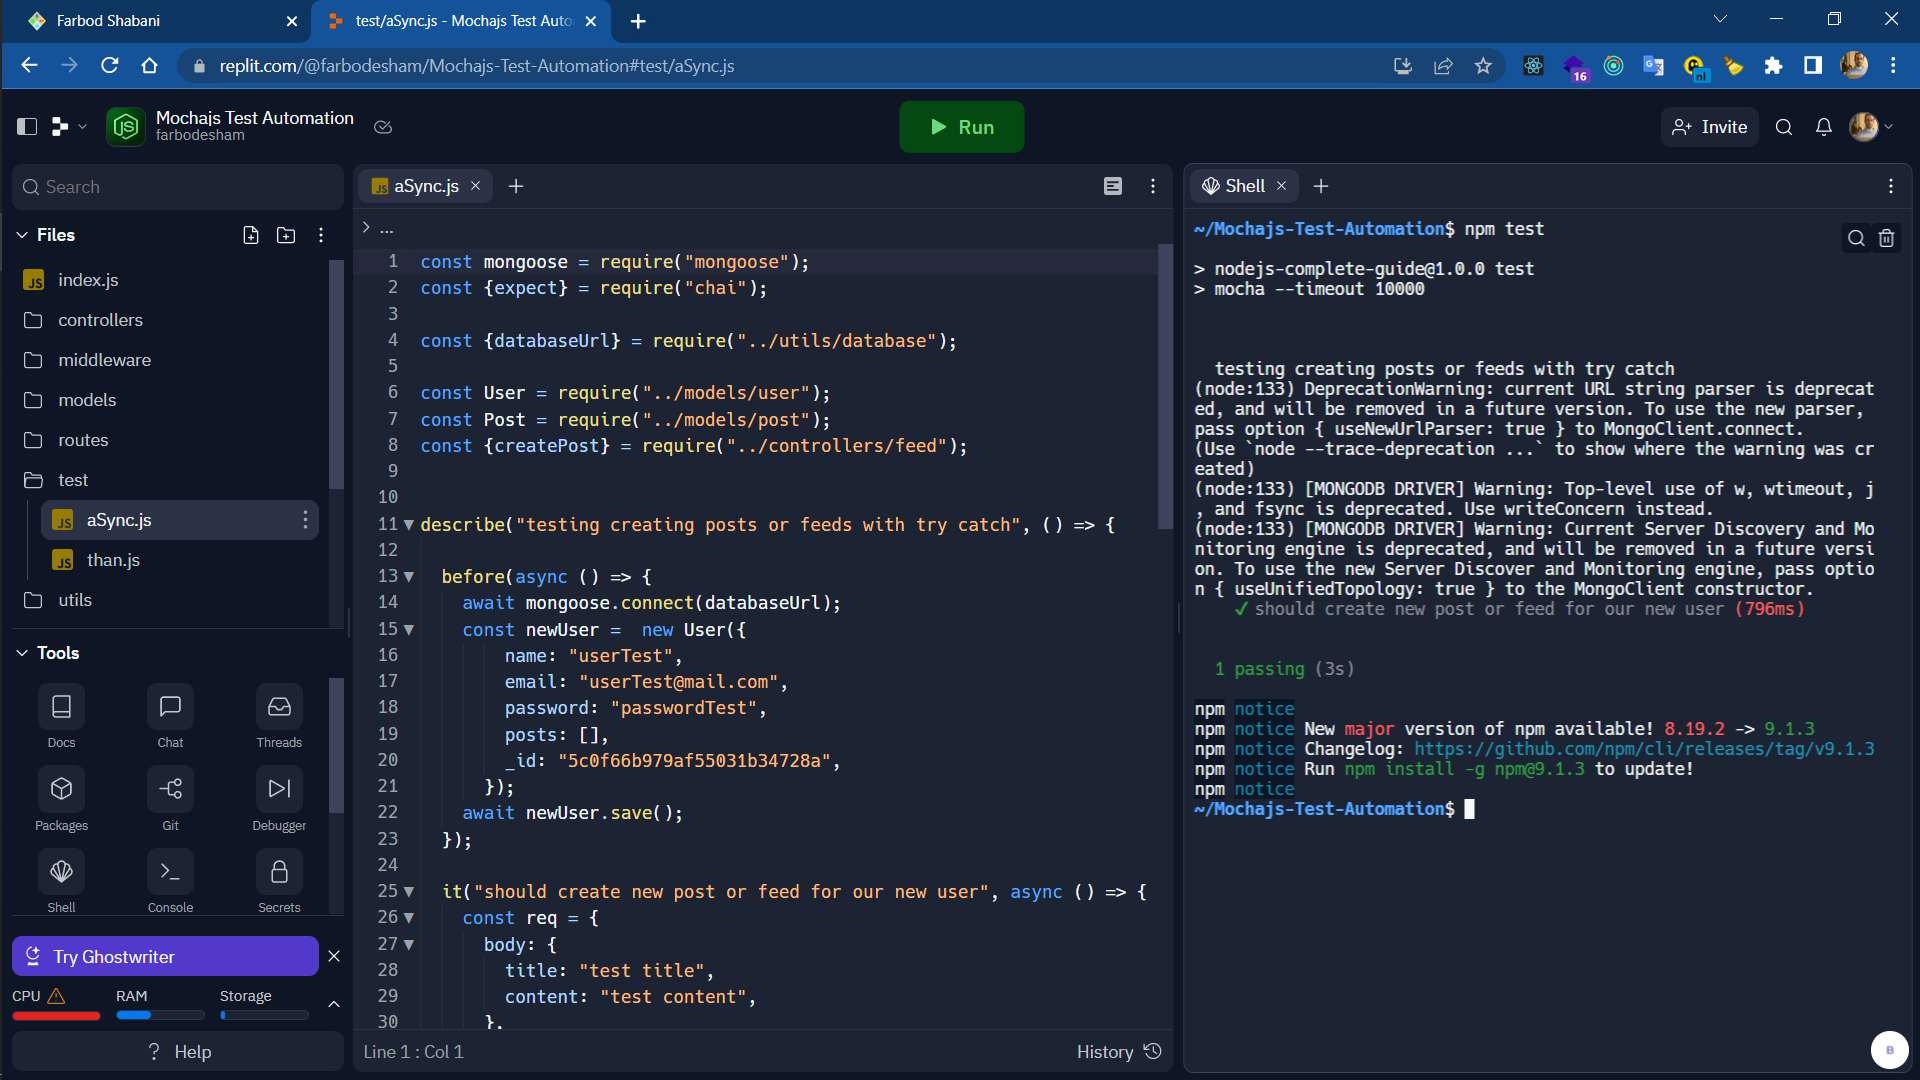 Farbod Shabani
test/aSync.js - Mochajs Test Auto
replit.com/@farbodesham/Mochajs-Test-Automation#test/aSync.js
16
nl
Mochajs Test Automation
farbodesham
Run
Invite
Search
Files
JS index.js
controllers
middleware
models
routes
test
JS aSync.js
JS than.js
utils
Tools
Docs
Chat
Threads
Packages
Git
Debugger
Shell
Console
Secrets
Try Ghostwriter
CPU
RAM
Storage
? Help
JS aSync.js
> ...
1 const mongoose = require("mongoose");
2 const {expect} = require("chai");
3
4 const {databaseUrl} = require("../utils/database");
5
6 const User = require("../models/user");
7 const Post = require("../models/post");
8 const {createPost} = require("../controllers/feed");
9
10
11 describe("testing creating posts or feeds with try catch", () => {
12
13 before(async () => {
14 await mongoose.connect(databaseUrl);
15 const newUser =  new User({
16 name: "userTest",
17 email: "userTest@mail.com",
18 password: "passwordTest",
19 posts: [],
20 _id: "5c0f66b979af55031b34728a",
21 });
22 await newUser.save();
23 });
24
25 it("should create new post or feed for our new user", async () => {
26 const req = {
27 body: {
28 title: "test title",
29 content: "test content",
30 },
Line 1 : Col 1
History
Shell
~/Mochajs-Test-Automation$ npm test
> nodejs-complete-guide@1.0.0 test
> mocha --timeout 10000
testing creating posts or feeds with try catch
(node:133) DeprecationWarning: current URL string parser is deprecat
ed, and will be removed in a future version. To use the new parser,
pass option { useNewUrlParser: true } to MongoClient.connect.
(Use `node --trace-deprecation ...` to show where the warning was cr
eated)
(node:133) [MONGODB DRIVER] Warning: Top-level use of w, wtimeout, j
, and fsync is deprecated. Use writeConcern instead.
(node:133) [MONGODB DRIVER] Warning: Current Server Discovery and Mo
nitoring engine is deprecated, and will be removed in a future versi
on. To use the new Server Discover and Monitoring engine, pass optio
n { useUnifiedTopology: true } to the MongoClient constructor.
✓ should create new post or feed for our new user (796ms)
1 passing (3s)
npm notice
npm notice New major version of npm available! 8.19.2 -> 9.1.3
npm notice Changelog: https://github.com/npm/cli/releases/tag/v9.1.3
npm notice Run npm install -g npm@9.1.3 to update!
npm notice
~/Mochajs-Test-Automation$